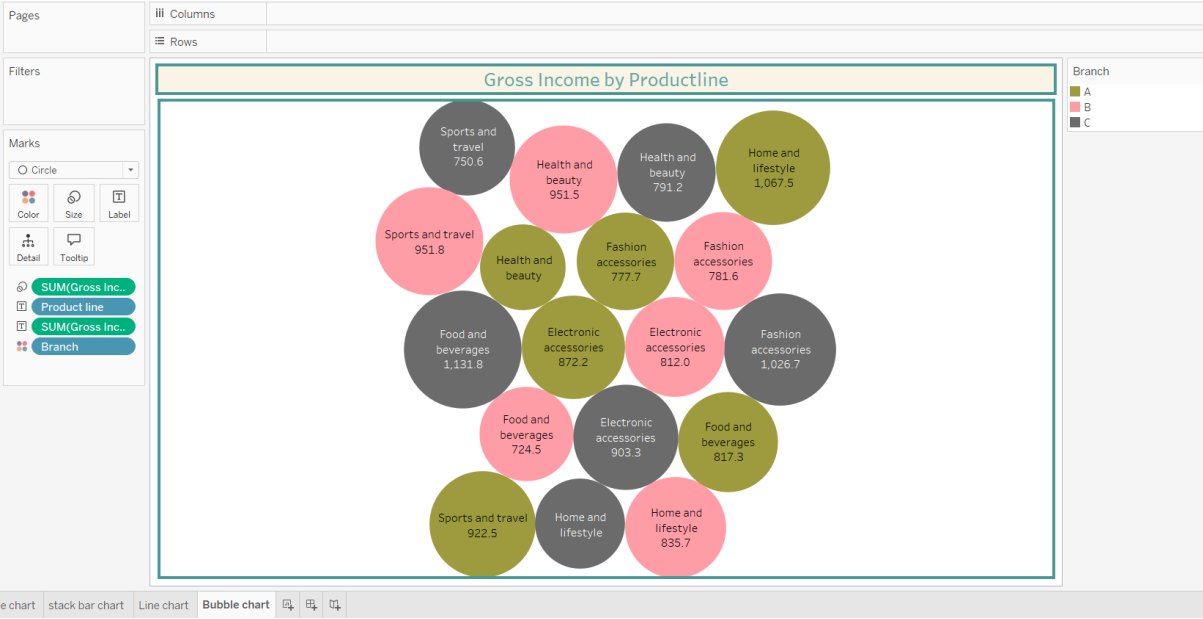 Pages
Columns
Rows
Filters
Marks
Circle
Color
Size
Label
Detail
Tooltip
SUM(Gross Inc..
Product line
SUM(Gross Inc..
Branch
Gross Income by Productline
Sports and
travel
750.6
Health and
beauty
951.5
Health and
beauty
791.2
Home and
lifestyle
1,067.5
Sports and travel
951.8
Health and
beauty
Fashion
accessories
777.7
Fashion
accessories
781.6
Food and
beverages
1,131.8
Electronic
accessories
872.2
Electronic
accessories
812.0
Fashion
accessories
1,026.7
Food and
beverages
724.5
Electronic
accessories
903.3
Food and
beverages
817.3
Sports and travel
922.5
Home and
lifestyle
Home and
lifestyle
835.7
Branch
A
B
C
e chart
stack bar chart
Line chart
Bubble chart